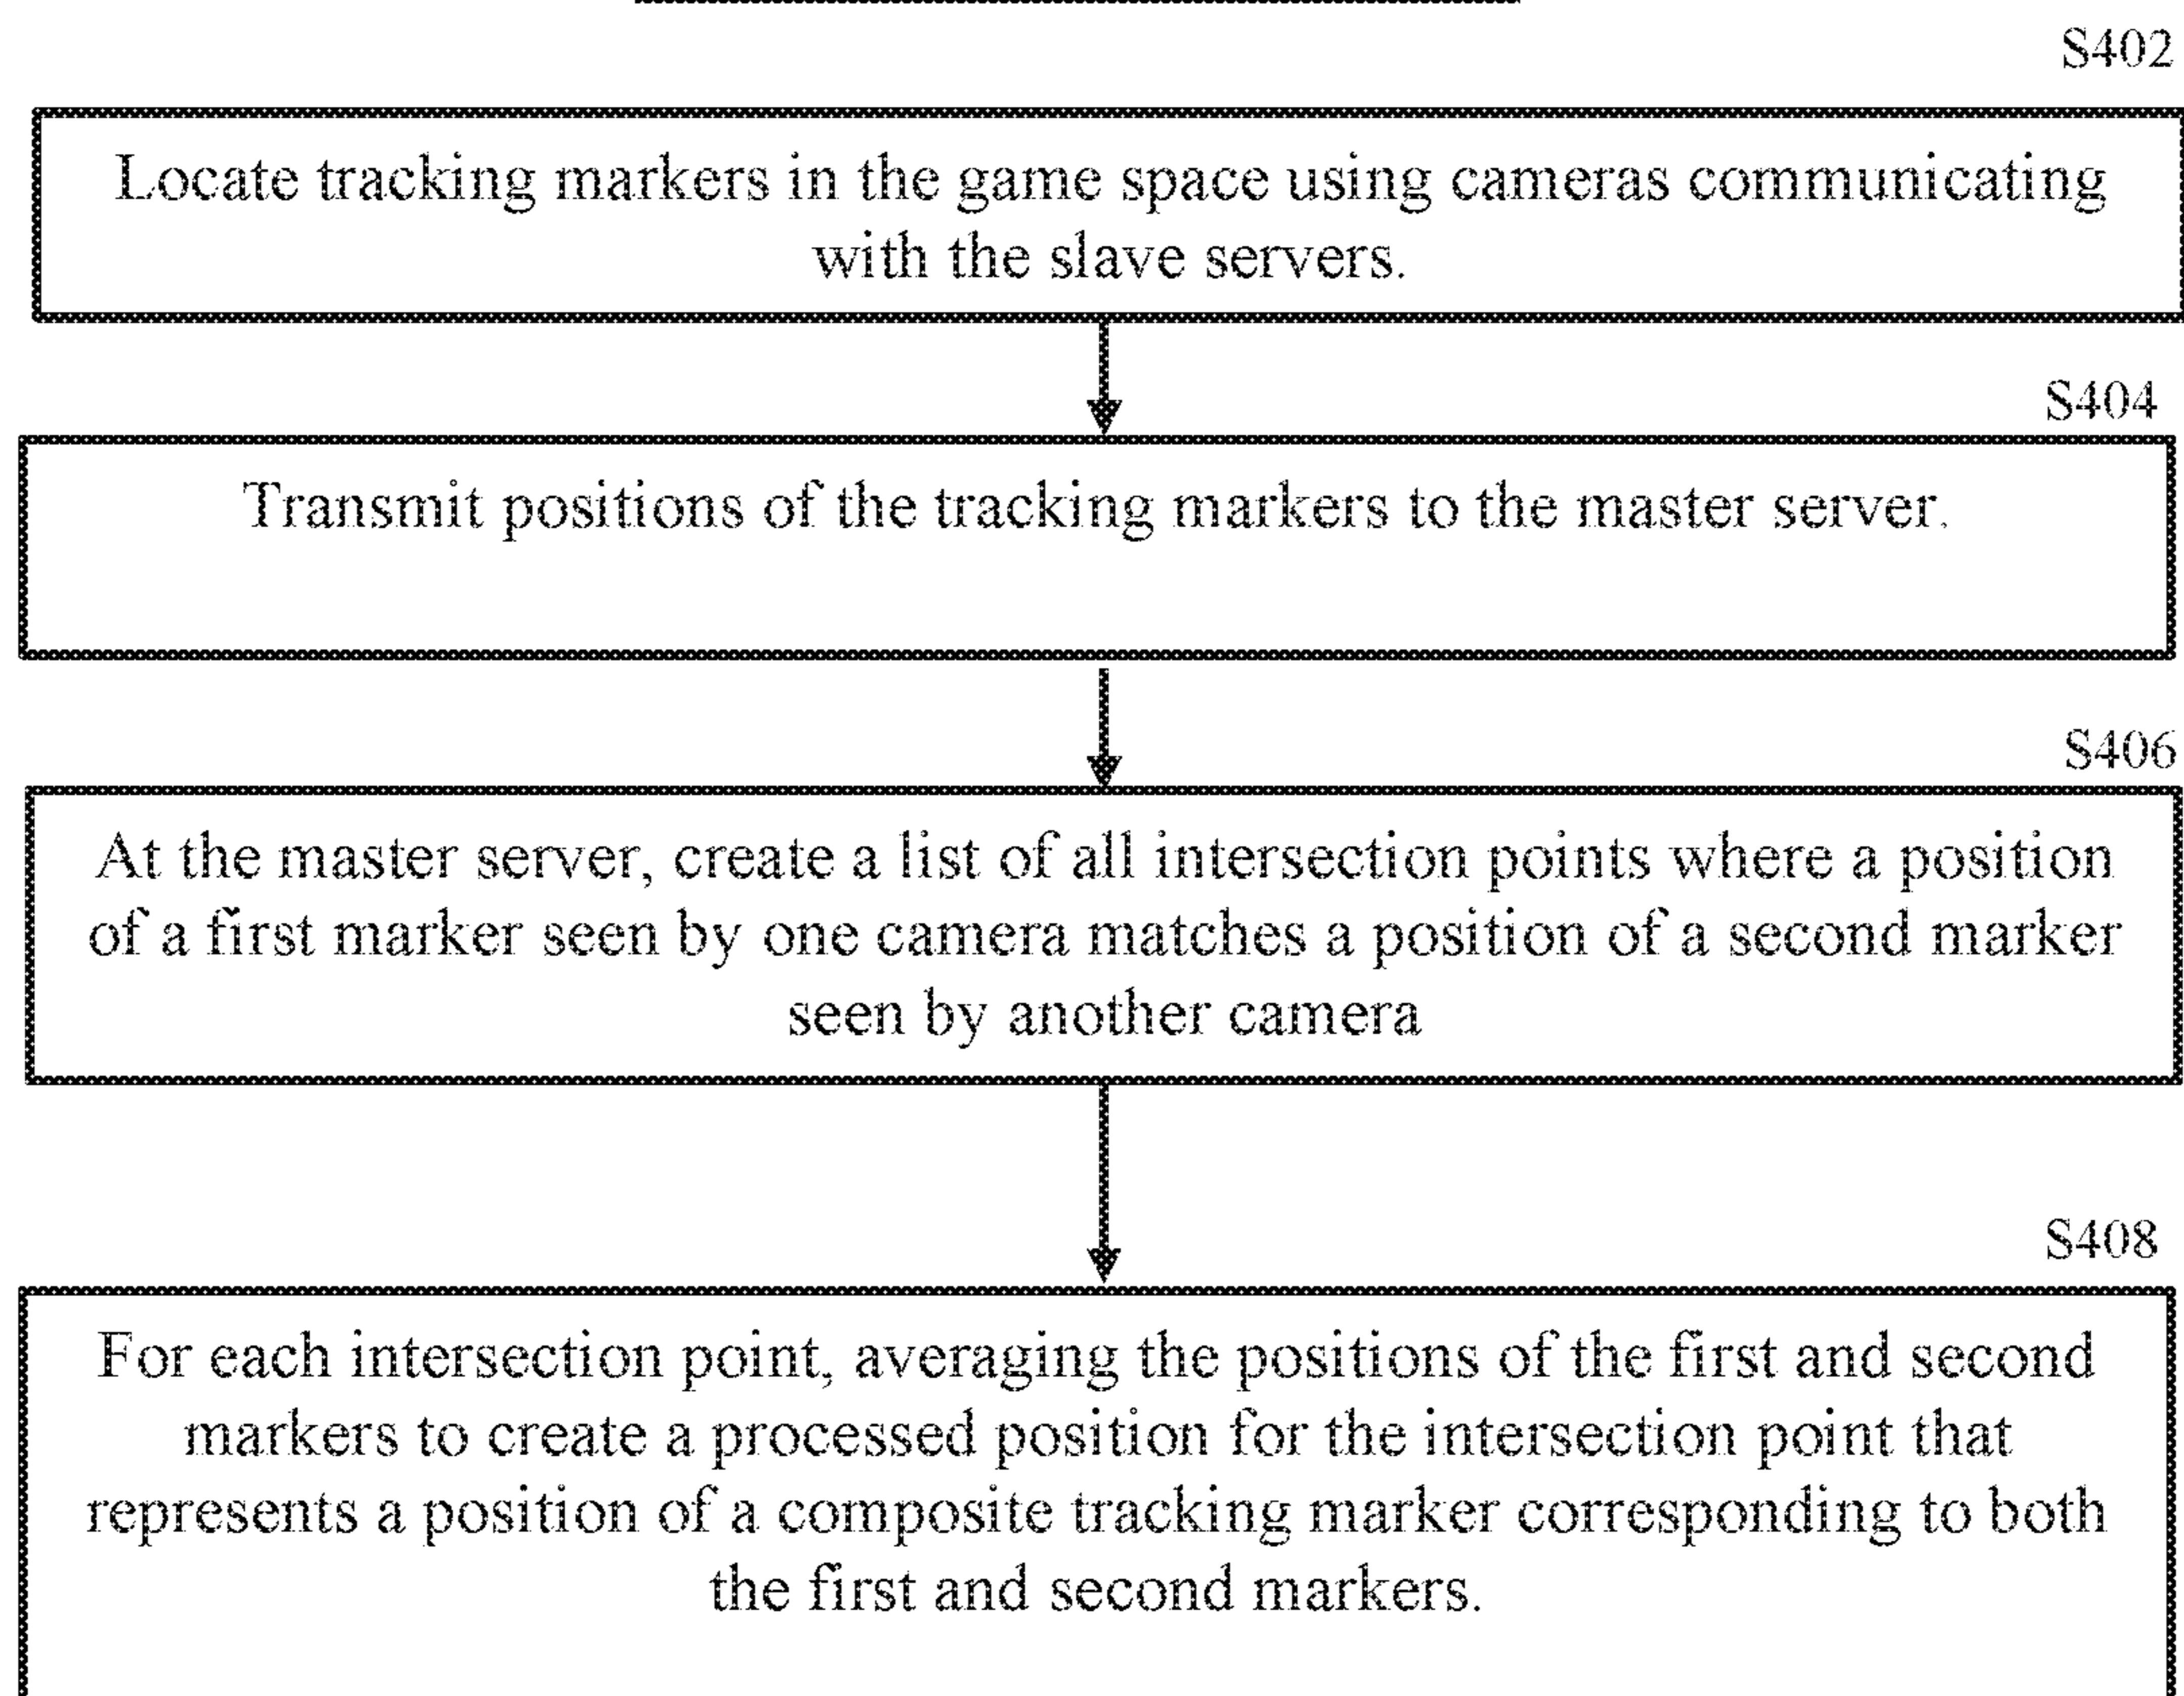 S402
Locate tracking markers in the game space using cameras communicating
with the slave servers.
S404
Transmit positions of the tracking markers to the master server.
S406
At the master server, create a list of all intersection points where a position
of a first marker seen by one camera matches a position of a second marker
seen by another camera
S408
For each intersection point, averaging the positions of the first and second
markers to create a processed position for the intersection point that
represents a position of a composite tracking marker corresponding to both
the first and second markers.